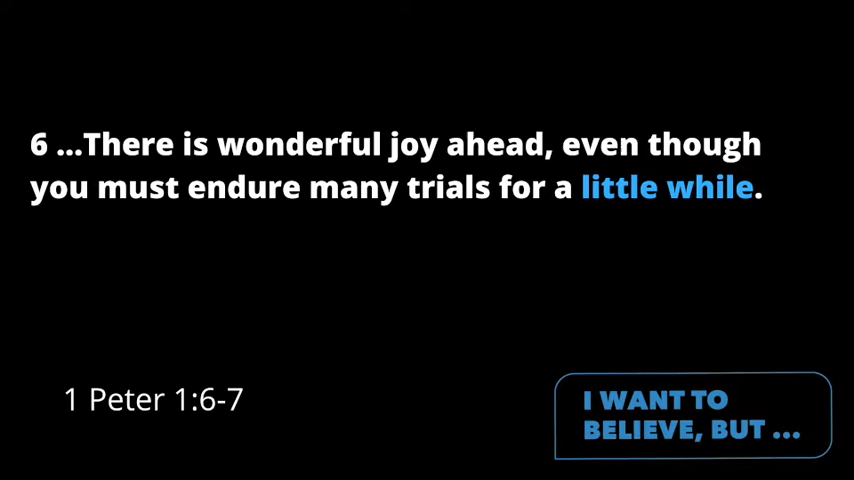 6 ...There is wonderful joy ahead, even though
you must endure many trials for a little while.
1 Peter 1:6-7
I WANT TO
BELIEVE, BUT ...